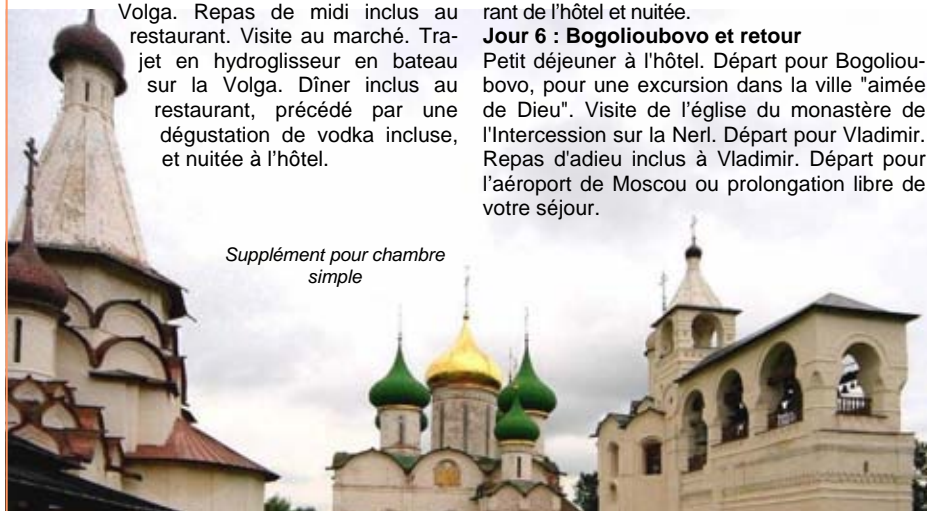 Volga. Repas de midi inclus au
restaurant. Visite au marché. Tra-
jet en hydroglisseur en bateau
sur la Volga. Dîner inclus au
restaurant, précédé par une
dégustation de vodka incluse,
et nuitée à l’hôtel.
Supplément pour chambre
simple
rant de l’hôtel et nuitée.
Jour 6 : Bogolioubovo et retour
Petit déjeuner à l'hôtel. Départ pour Bogoliou-
bovo, pour une excursion dans la ville "aimée
de Dieu". Visite de l’église du monastère de
l'Intercession sur la Nerl. Départ pour Vladimir.
Repas d'adieu inclus à Vladimir. Départ pour
l’aéroport de Moscou ou prolongation libre de
votre séjour.